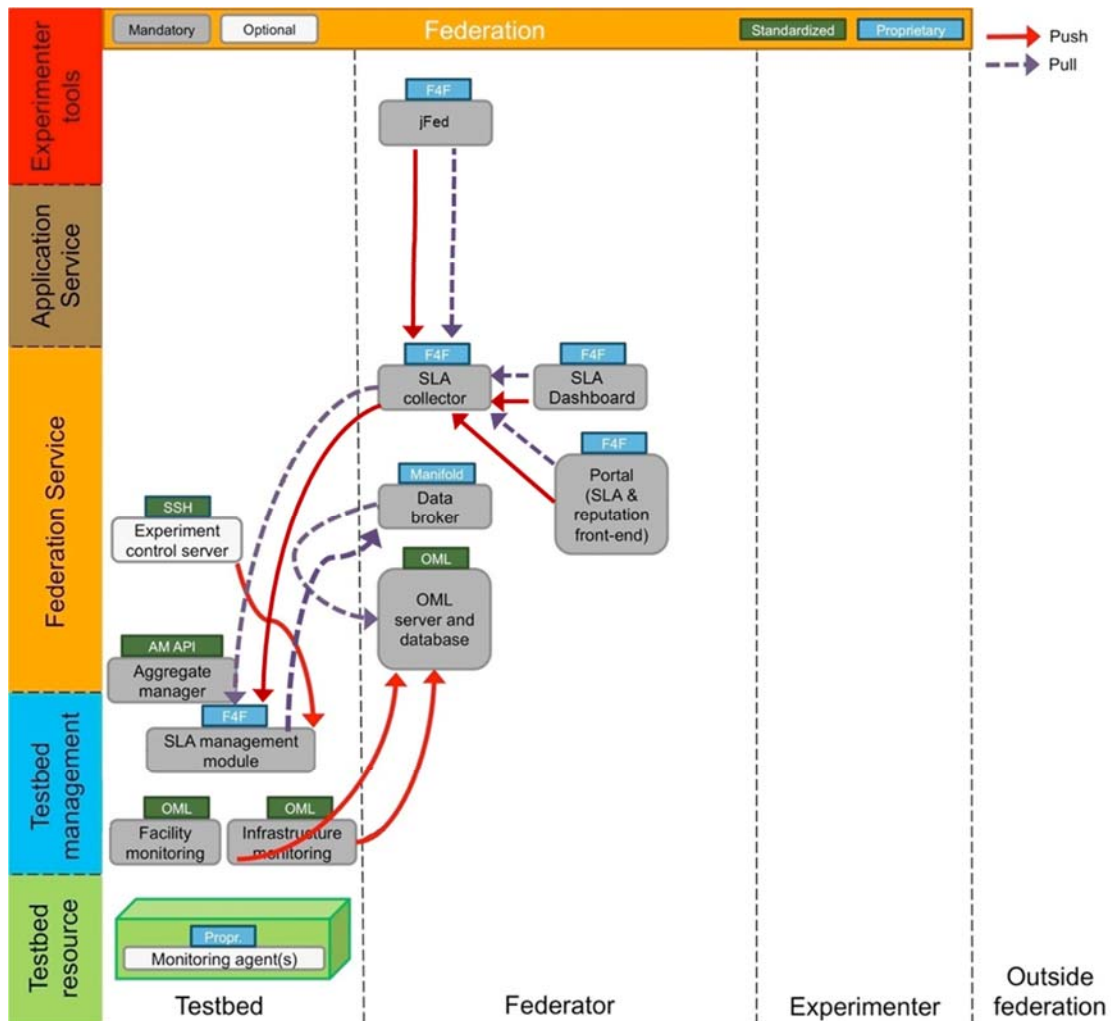 Mandatory
Optional
Federation
Standardized
Proprietary
Push
Pull
Experimenter
tools
F4F
jFed
Application
Service
Federation Service
F4F
SLA
collector
F4F
SLA
Dashboard
F4F
Portal
(SLA &
reputation
front-end)
Manifold
Data
broker
SSH
Experiment
control server
OML
OML
server and
database
AM API
Aggregate
manager
Testbed
management
F4F
SLA management
module
OML
Facility
monitoring
OML
Infrastructure
monitoring
Testbed
resource
Propr.
Monitoring agent(s)
Testbed
Federator
Experimenter
Outside
federation